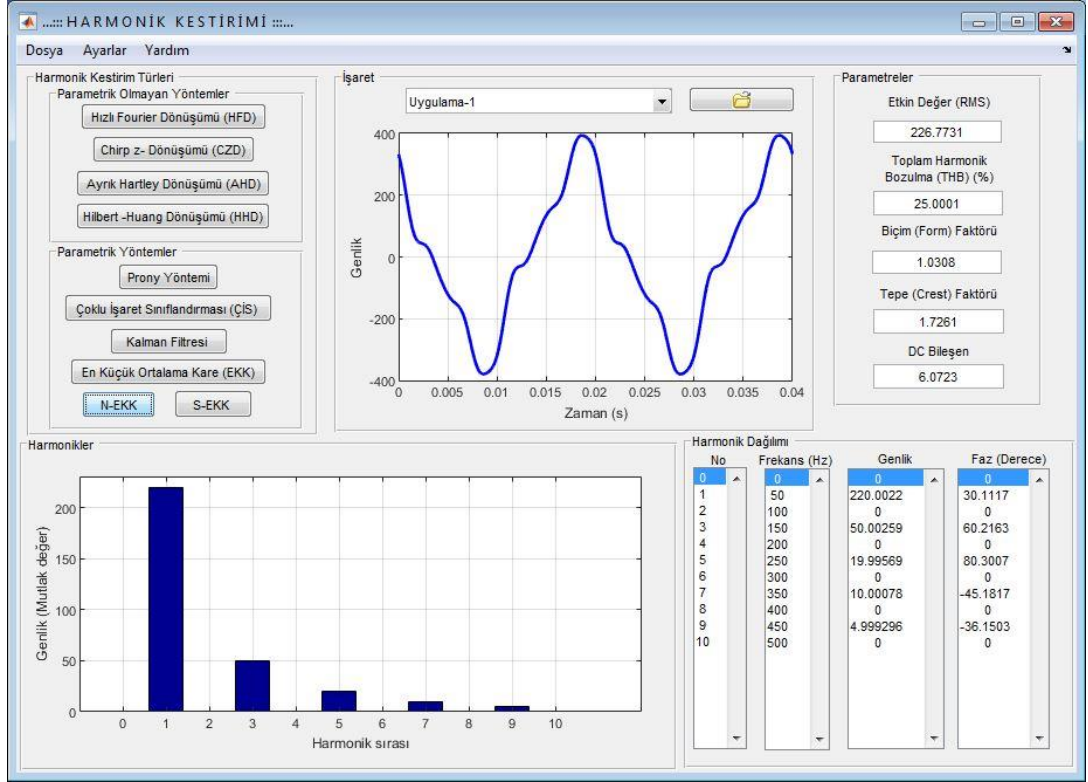 ...::: HARMONİK KESTİRİMİ :::...
Dosya Ayarlar Yardım
Harmonik Kestirim Türleri
Parametrik Olmayan Yöntemler
Hızlı Fourier Dönüşümü (HFD)
Chirp z- Dönüşümü (CZD)
Ayrık Hartley Dönüşümü (AHD)
Hilbert -Huang Dönüşümü (HHD)
Parametrik Yöntemler
Prony Yöntemi
Çoklu İşaret Sınıflandırması (ÇİS)
Kalman Filtresi
En Küçük Ortalama Kare (EKK)
N-EKK S-EKK
İşaret
Uygulama-1
400
200
0
-200
-400
Genlik
0 0.005 0.01 0.015 0.02 0.025 0.03 0.035 0.04
Zaman (s)
Parametreler
Etkin Değer (RMS)
226.7731
Toplam Harmonik
Bozulma (THB) (%)
25.0001
Biçim (Form) Faktörü
1.0308
Tepe (Crest) Faktörü
1.7261
DC Bileşen
6.0723
Harmonikler
200
150
100
50
0
Genlik (Mutlak değer)
0 1 2 3 4 5 6 7 8 9 10
Harmonik sırası
Harmonik Dağılımı
No Frekans (Hz) Genlik Faz (Derece)
0 0 0 0
1 50 220.0022 30.1117
2 100 0 0
3 150 50.00259 60.2163
4 200 0 0
5 250 19.99569 80.3007
6 300 0 0
7 350 10.00078 -45.1817
8 400 0 0
9 450 4.999296 -36.1503
10 500 0 0